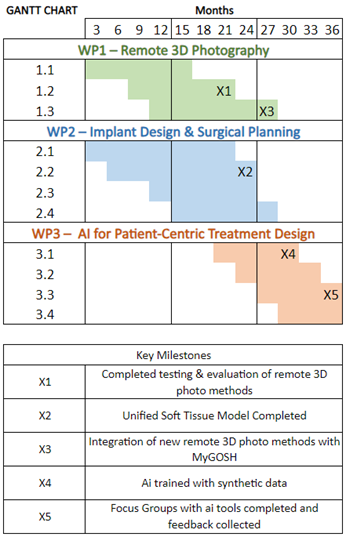 GANTT CHART Months
3 6 9 12 15 18 21 22 24 27 30 33 36
WP1 – Remote 3D Photography
1.1
1.2 X1
1.3 X3
WP2 – Implant Design & Surgical Planning
2.1
2.2 X2
2.3
2.4
WP3 – AI for Patient-Centric Treatment Design
3.1 X4
3.2
3.3 X5
3.4
Key Milestones
X1 Completed testing & evaluation of remote 3D
photo methods
X2 Unified Soft Tissue Model Completed
X3 Integration of new remote 3D photo methods with
MyGOSH
X4 Ai trained with synthetic data
X5 Focus Groups with ai tools completed and
feedback collected